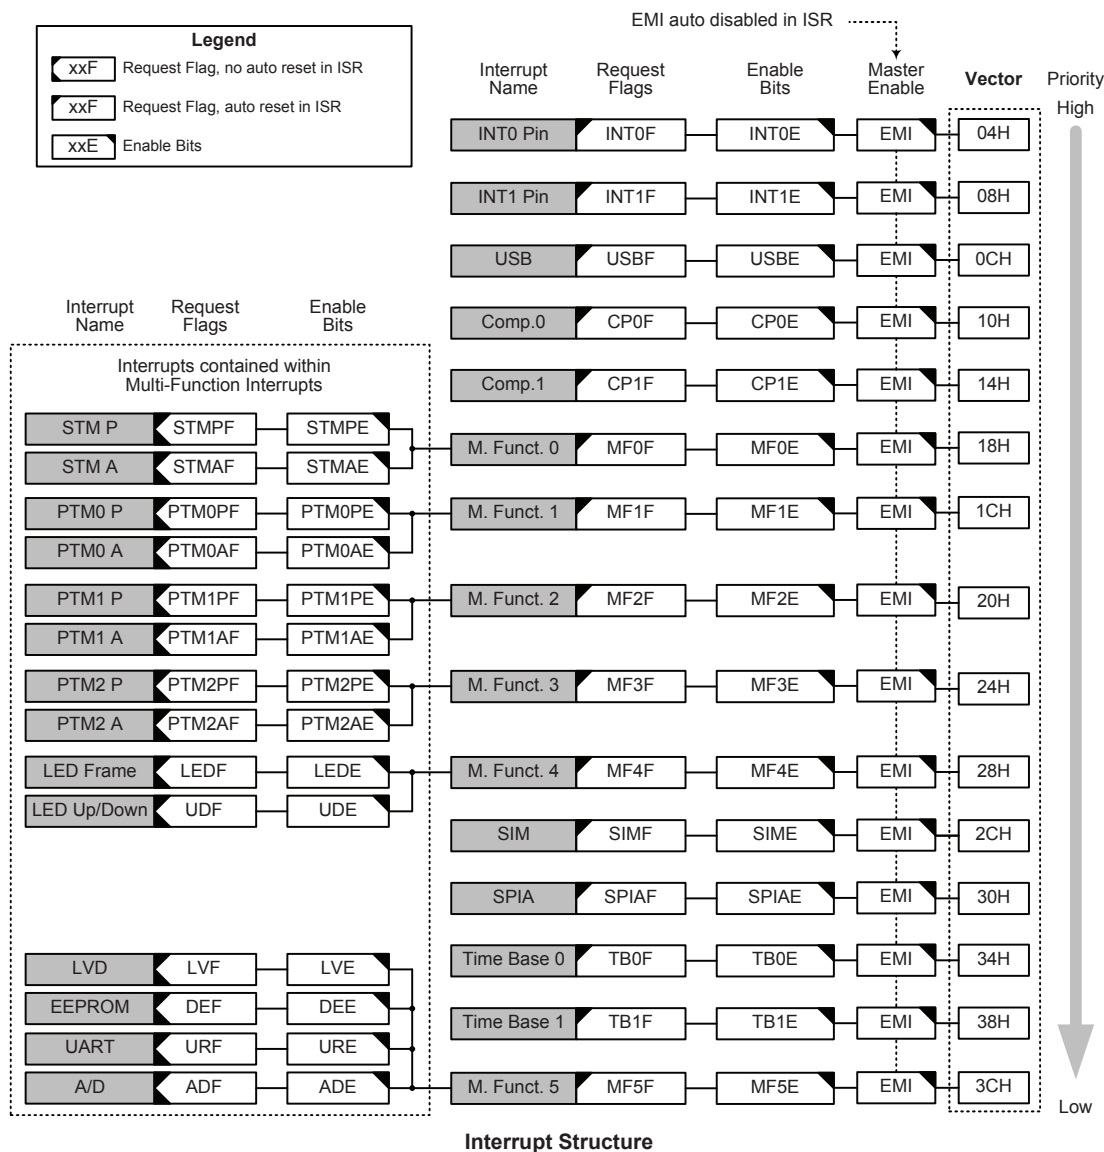 EMI auto disabled in ISR
Legend
xxF Request Flag, no auto reset in ISR
xxF Request Flag, auto reset in ISR
xxE Enable Bits
Interrupt Name Request Flags Enable Bits Master Enable Vector Priority
High
INT0 Pin INT0F INT0E EMI 04H
INT1 Pin INT1F INT1E EMI 08H
USB USBF USBE EMI 0CH
Comp.0 CP0F CP0E EMI 10H
Comp.1 CP1F CP1E EMI 14H
M. Funct. 0 MF0F MF0E EMI 18H
M. Funct. 1 MF1F MF1E EMI 1CH
M. Funct. 2 MF2F MF2E EMI 20H
M. Funct. 3 MF3F MF3E EMI 24H
M. Funct. 4 MF4F MF4E EMI 28H
SIM SIMF SIME EMI 2CH
SPIA SPIAF SPIAE EMI 30H
Time Base 0 TB0F TB0E EMI 34H
Time Base 1 TB1F TB1E EMI 38H
M. Funct. 5 MF5F MF5E EMI 3CH
Low
Interrupt Name Request Flags Enable Bits
Interrupts contained within
Multi-Function Interrupts
STM P STMPF STMPE
STM A STMAF STMAE
PTM0 P PTM0PF PTM0PE
PTM0 A PTM0AF PTM0AE
PTM1 P PTM1PF PTM1PE
PTM1 A PTM1AF PTM1AE
PTM2 P PTM2PF PTM2PE
PTM2 A PTM2AF PTM2AE
LED Frame LEDF LEDE
LED Up/Down UDF UDE
LVD LVF LVE
EEPROM DEF DEE
UART URF URE
A/D ADF ADE
Interrupt Structure